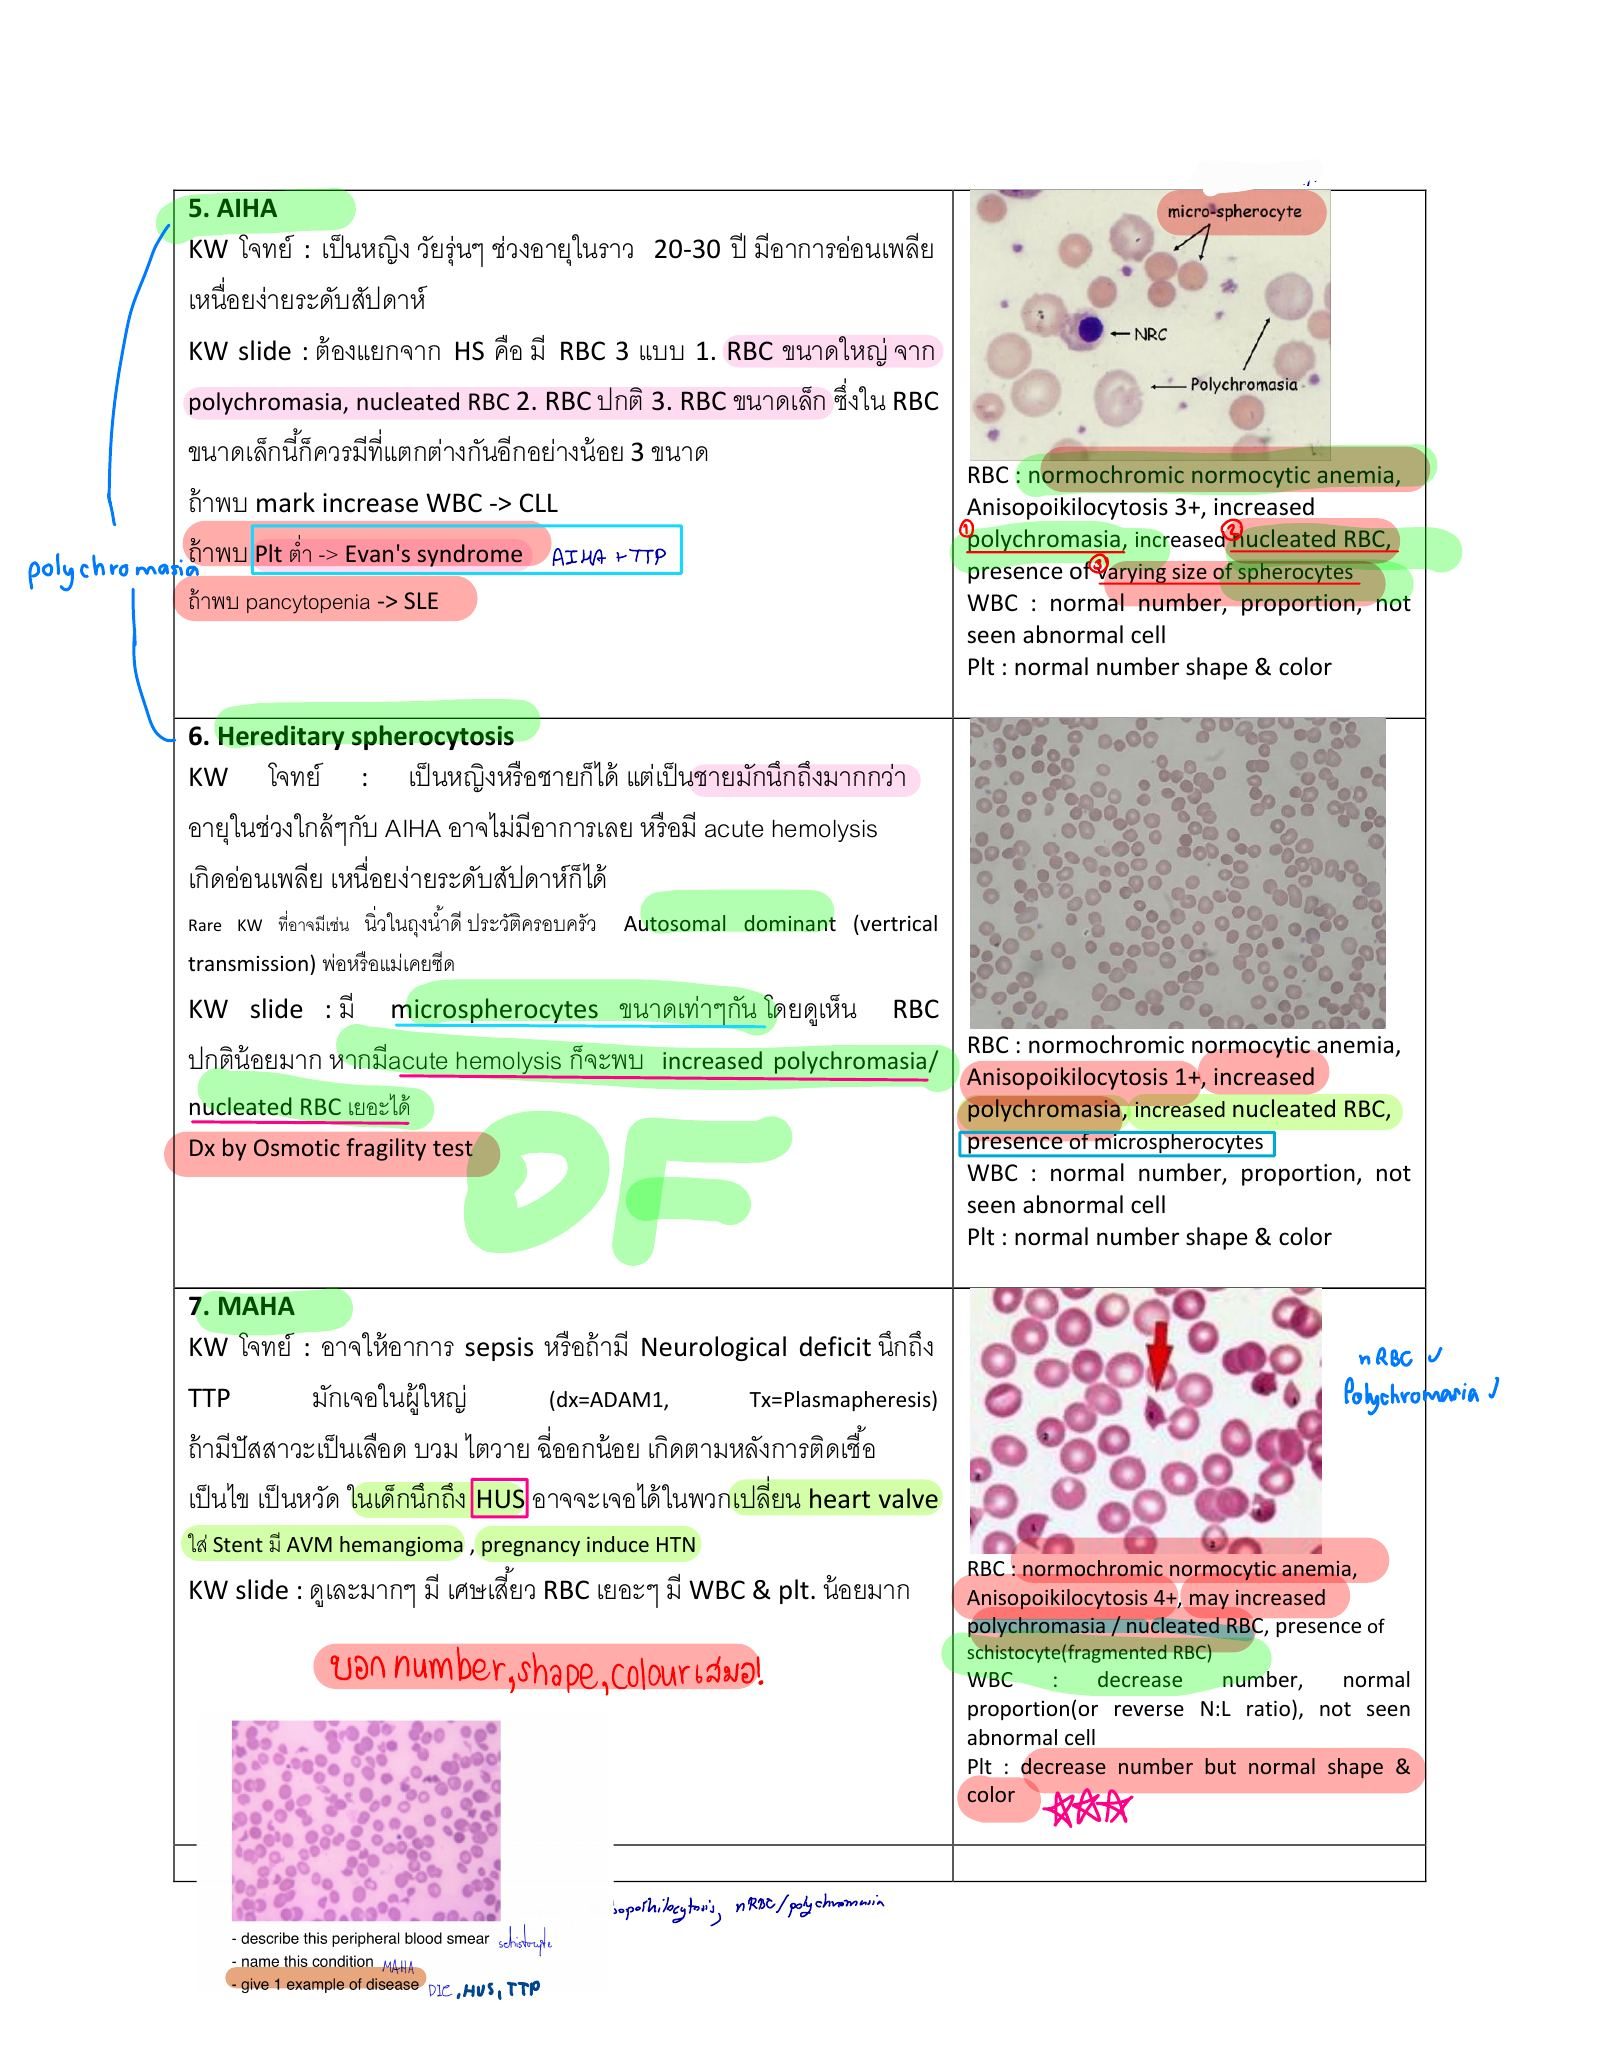 5. AIHA
KW โจทย์ : เป็นหญิง วัยรุ่นๆ ช่วงอายุในราว 20-30 ปี มีอาการอ่อนเพลีย
เหนื่อยง่ายระดับสัปดาห์
KW slide : ต้องแยกจาก HS คือ มี RBC 3 แบบ 1. RBC ขนาดใหญ่ จาก
polychromasia, nucleated RBC 2. RBC ปกติ 3. RBC ขนาดเล็ก ซึ่งใน RBC
ขนาดเล็กนี้ก็ควรมีที่แตกต่างกันอีกอย่างน้อย 3 ขนาด
ถ้าพบ mark increase WBC -> CLL
ถ้าพบ Plt ต่ำ -> Evan's syndrome AIHA + TTP
ถ้าพบ pancytopenia -> SLE
polychromasia
micro-spherocyte
NRC
Polychromasia
RBC : normochromic normocytic anemia,
Anisopoikilocytosis 3+, increased
① polychromasia, increased ② nucleated RBC,
presence of ③ varying size of spherocytes
WBC : normal number, proportion, not
seen abnormal cell
Plt : normal number shape & color
6. Hereditary spherocytosis
KW โจทย์ : เป็นหญิงหรือชายก็ได้ แต่เป็นชายมักนึกถึงมากกว่า
อายุในช่วงใกล้ๆกับ AIHA อาจไม่มีอาการเลย หรือมี acute hemolysis
เกิดอ่อนเพลีย เหนื่อยง่ายระดับสัปดาห์ก็ได้
Rare KW ที่อาจมีเช่น นิ่วในถุงน้ำดี ประวัติครอบครัว Autosomal dominant (vertrical
transmission) พ่อหรือแม่เคยซีด
KW slide : มี microspherocytes ขนาดเท่าๆกัน โดยดูเห็น RBC
ปกติน้อยมาก หากมีacute hemolysis ก็จะพบ increased polychromasia/
nucleated RBC เยอะได้
Dx by Osmotic fragility test
OF
RBC : normochromic normocytic anemia,
Anisopoikilocytosis 1+, increased
polychromasia, increased nucleated RBC,
presence of microspherocytes
WBC : normal number, proportion, not
seen abnormal cell
Plt : normal number shape & color
7. MAHA
KW โจทย์ : อาจให้อาการ sepsis หรือถ้ามี Neurological deficit นึกถึง
TTP มักเจอในผู้ใหญ่ (dx=ADAM1, Tx=Plasmapheresis)
ถ้ามีปัสสาวะเป็นเลือด บวม ไตวาย ฉี่ออกน้อย เกิดตามหลังการติดเชื้อ
เป็นไข เป็นหวัด ในเด็กนึกถึง HUS อาจจะเจอได้ในพวกเปลี่ยน heart valve
ใส่ Stent มี AVM hemangioma , pregnancy induce HTN
KW slide : ดูเละมากๆ มี เศษเสี้ยว RBC เยอะๆ มี WBC & plt. น้อยมาก
บอก number, shape, colour เสมอ!
nRBC ✓
Polychromasia ✓
RBC : normochromic normocytic anemia,
Anisopoikilocytosis 4+, may increased
polychromasia / nucleated RBC, presence of
schistocyte(fragmented RBC)
WBC : decrease number, normal
proportion(or reverse N:L ratio), not seen
abnormal cell
Plt : decrease number but normal shape &
color
nRBC/polychromasia
- describe this peripheral blood smear schistocyte
- name this condition MAHA
- give 1 example of disease DIC, HUS, TTP